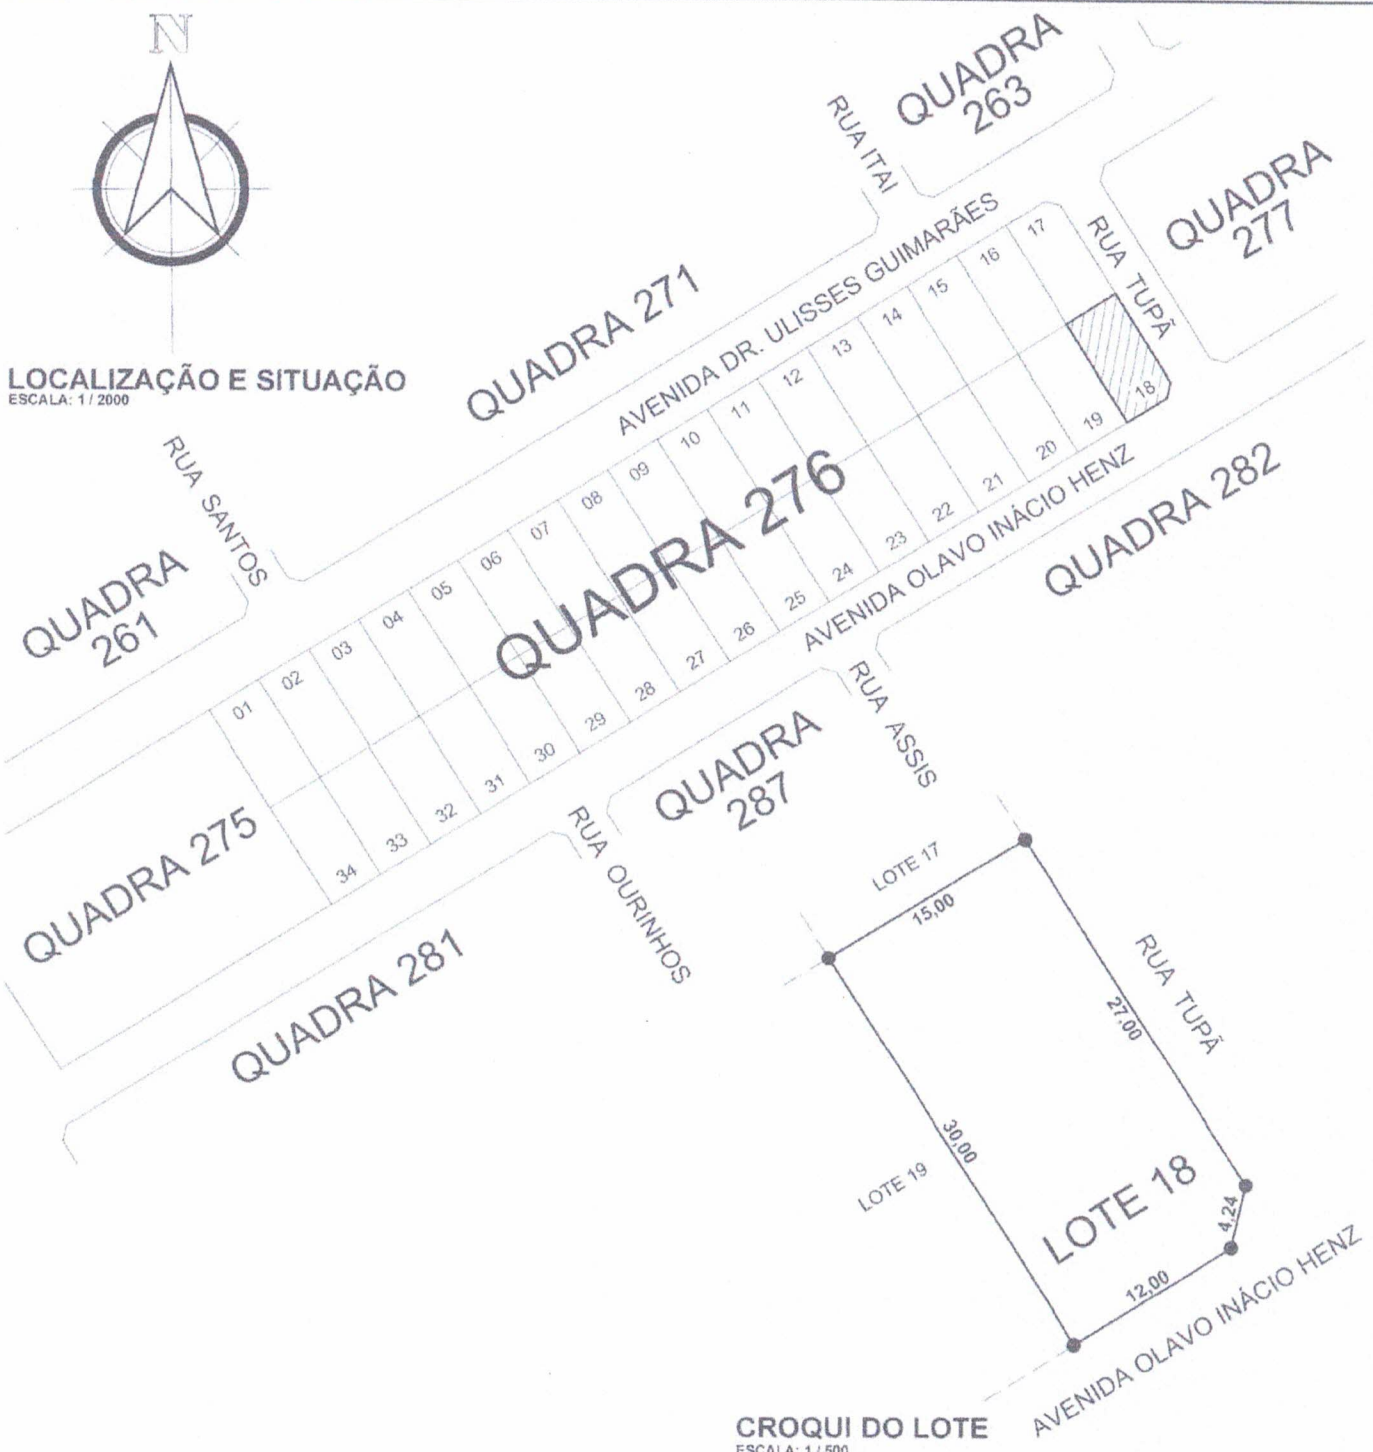 N
LOCALIZAÇÃO E SITUAÇÃO
ESCALA: 1 / 2000
QUADRA
263
RUA ITAI
QUADRA
277
RUA TUPÃ
QUADRA 271
AVENIDA DR. ULISSES GUIMARÃES
RUA SANTOS
QUADRA
261
01
02
03
04
05
06
07
08
09
10
11
12
13
14
15
16
17
QUADRA 276
34
33
32
31
30
29
28
27
26
25
24
23
22
21
20
19
18
AVENIDA OLAVO INÁCIO HENZ
QUADRA 282
QUADRA 275
QUADRA 281
RUA OURINHOS
QUADRA
287
RUA ASSIS
LOTE 17
15,00
RUA TUPÃ
27,00
30,00
LOTE 19
LOTE 18
4,24
12,00
AVENIDA OLAVO INÁCIO HENZ
CROQUI DO LOTE
ESCALA: 1 / 500